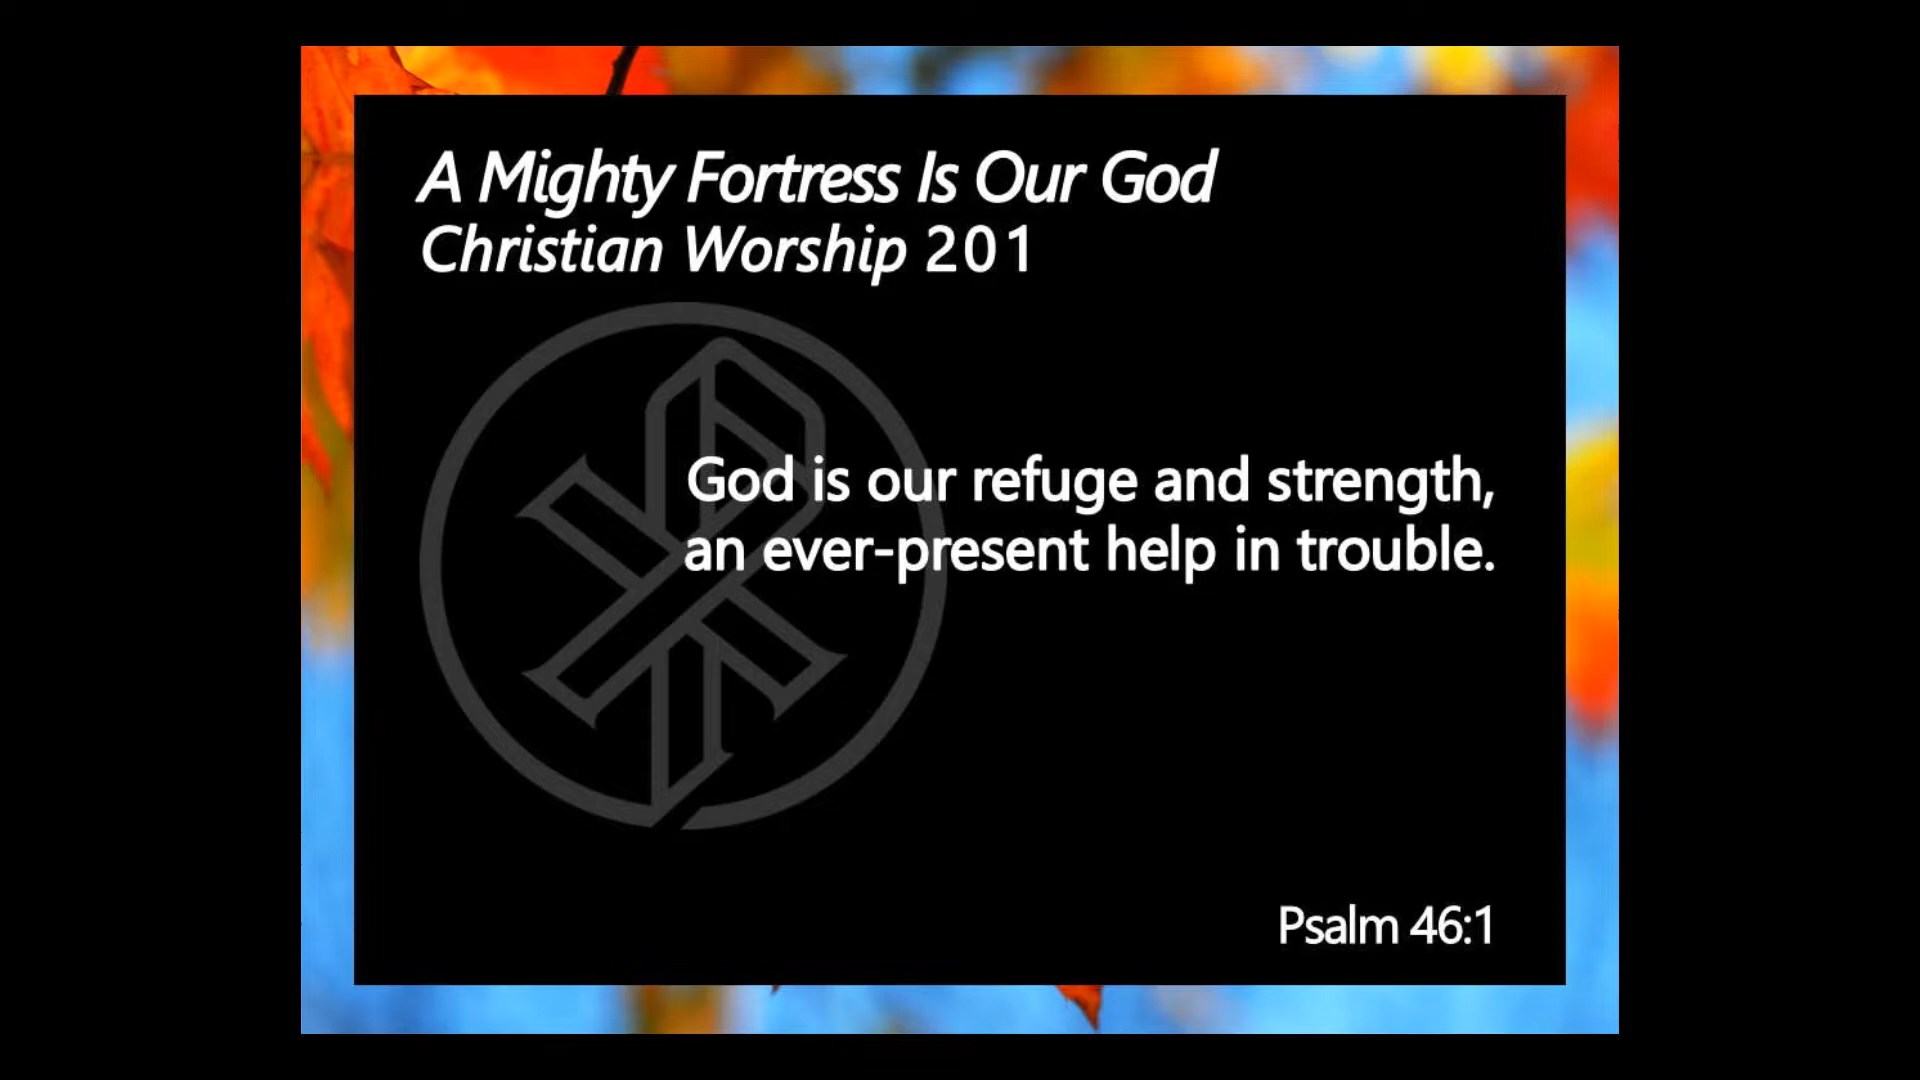 A Mighty Fortress Is Our God
Christian Worship 201
God is our refuge and strength,
an ever-present help in trouble.
Psalm 46:1